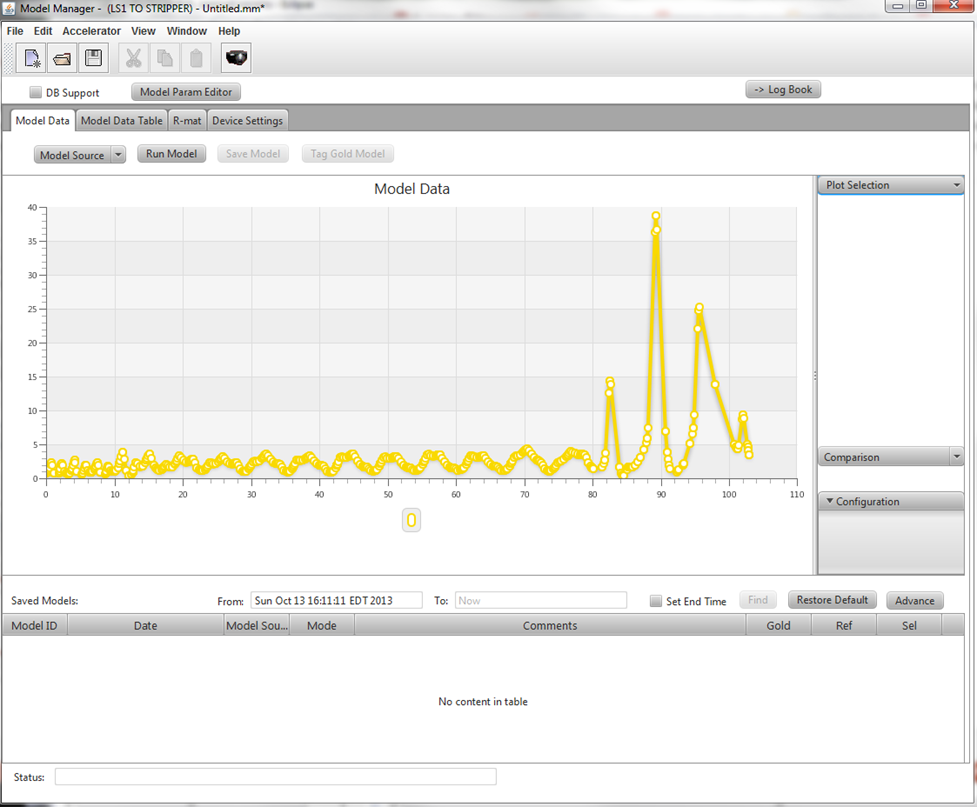 Model Manager - (LS1 TO STRIPPER) - Untitled.mm*
File Edit Accelerator View Window Help
DB Support Model Param Editor -> Log Book
Model Data Model Data Table R-mat Device Settings
Model Source Run Model Save Model Tag Gold Model
Model Data
Plot Selection
40
35
30
25
20
15
10
5
0
0 10 20 30 40 50 60 70 80 90 100 110
Comparison
Configuration
Saved Models: From: Sun Oct 13 16:11:11 EDT 2013 To: Now Set End Time Find Restore Default Advance
Model ID Date Model Sou... Mode Comments Gold Ref Sel
No content in table
Status: